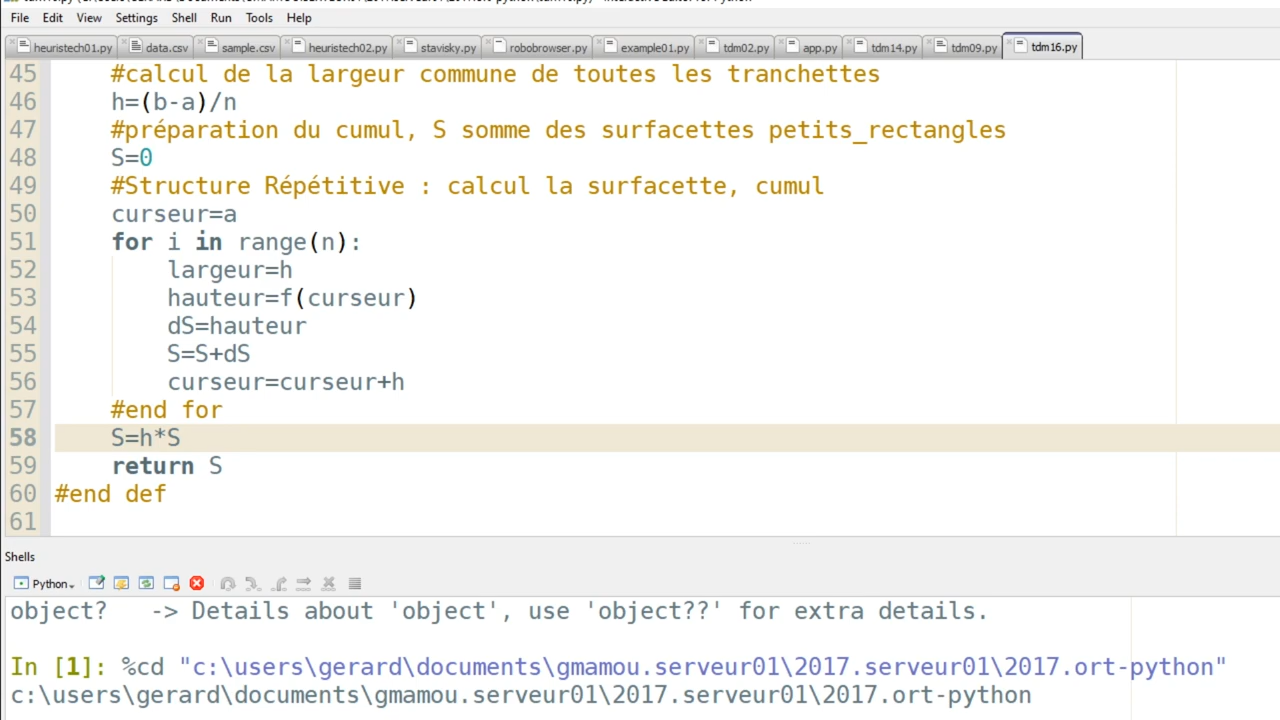 File Edit View Settings Shell Run Tools Help
heuristech01.py data.csv sample.csv heuristech02.py stavisky.py robobrowser.py example01.py tdm02.py app.py tdm14.py tdm09.py tdm16.py
45 #calcul de la largeur commune de toutes les tranchettes
46 h=(b-a)/n
47 #préparation du cumul, S somme des surfacettes petits_rectangles
48 S=0
49 #Structure Répétitive : calcul la surfacette, cumul
50 curseur=a
51 for i in range(n):
52 largeur=h
53 hauteur=f(curseur)
54 dS=hauteur
55 S=S+dS
56 curseur=curseur+h
57 #end for
58 S=h*S
59 return S
60 #end def
61
Shells
Python
object? -> Details about 'object', use 'object??' for extra details.
In [1]: %cd "c:\users\gerard\documents\gmamou.serveur01\2017.serveur01\2017.ort-python"
c:\users\gerard\documents\gmamou.serveur01\2017.serveur01\2017.ort-python